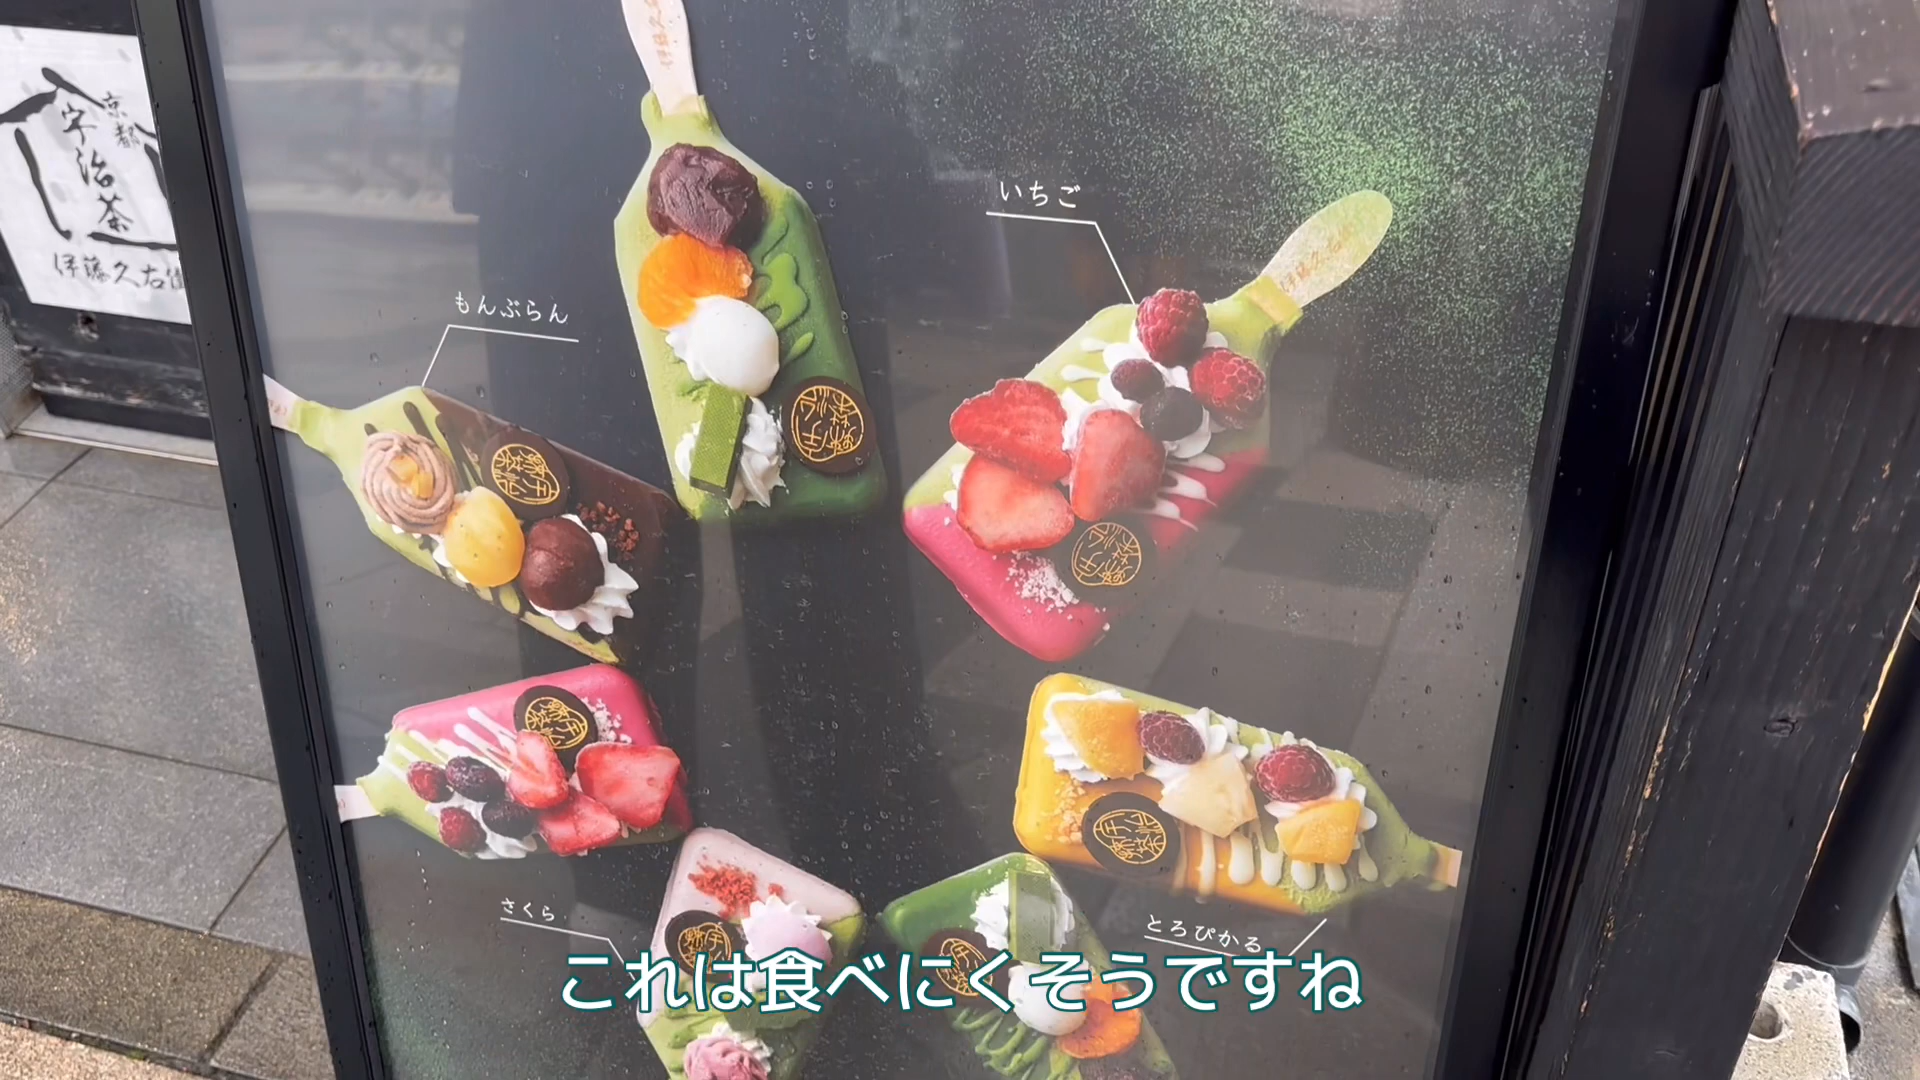 京都
宇治茶
伊藤久右衛
いちご
もんぶらん
さくら
とろぴかる
これは食べにくそうですね